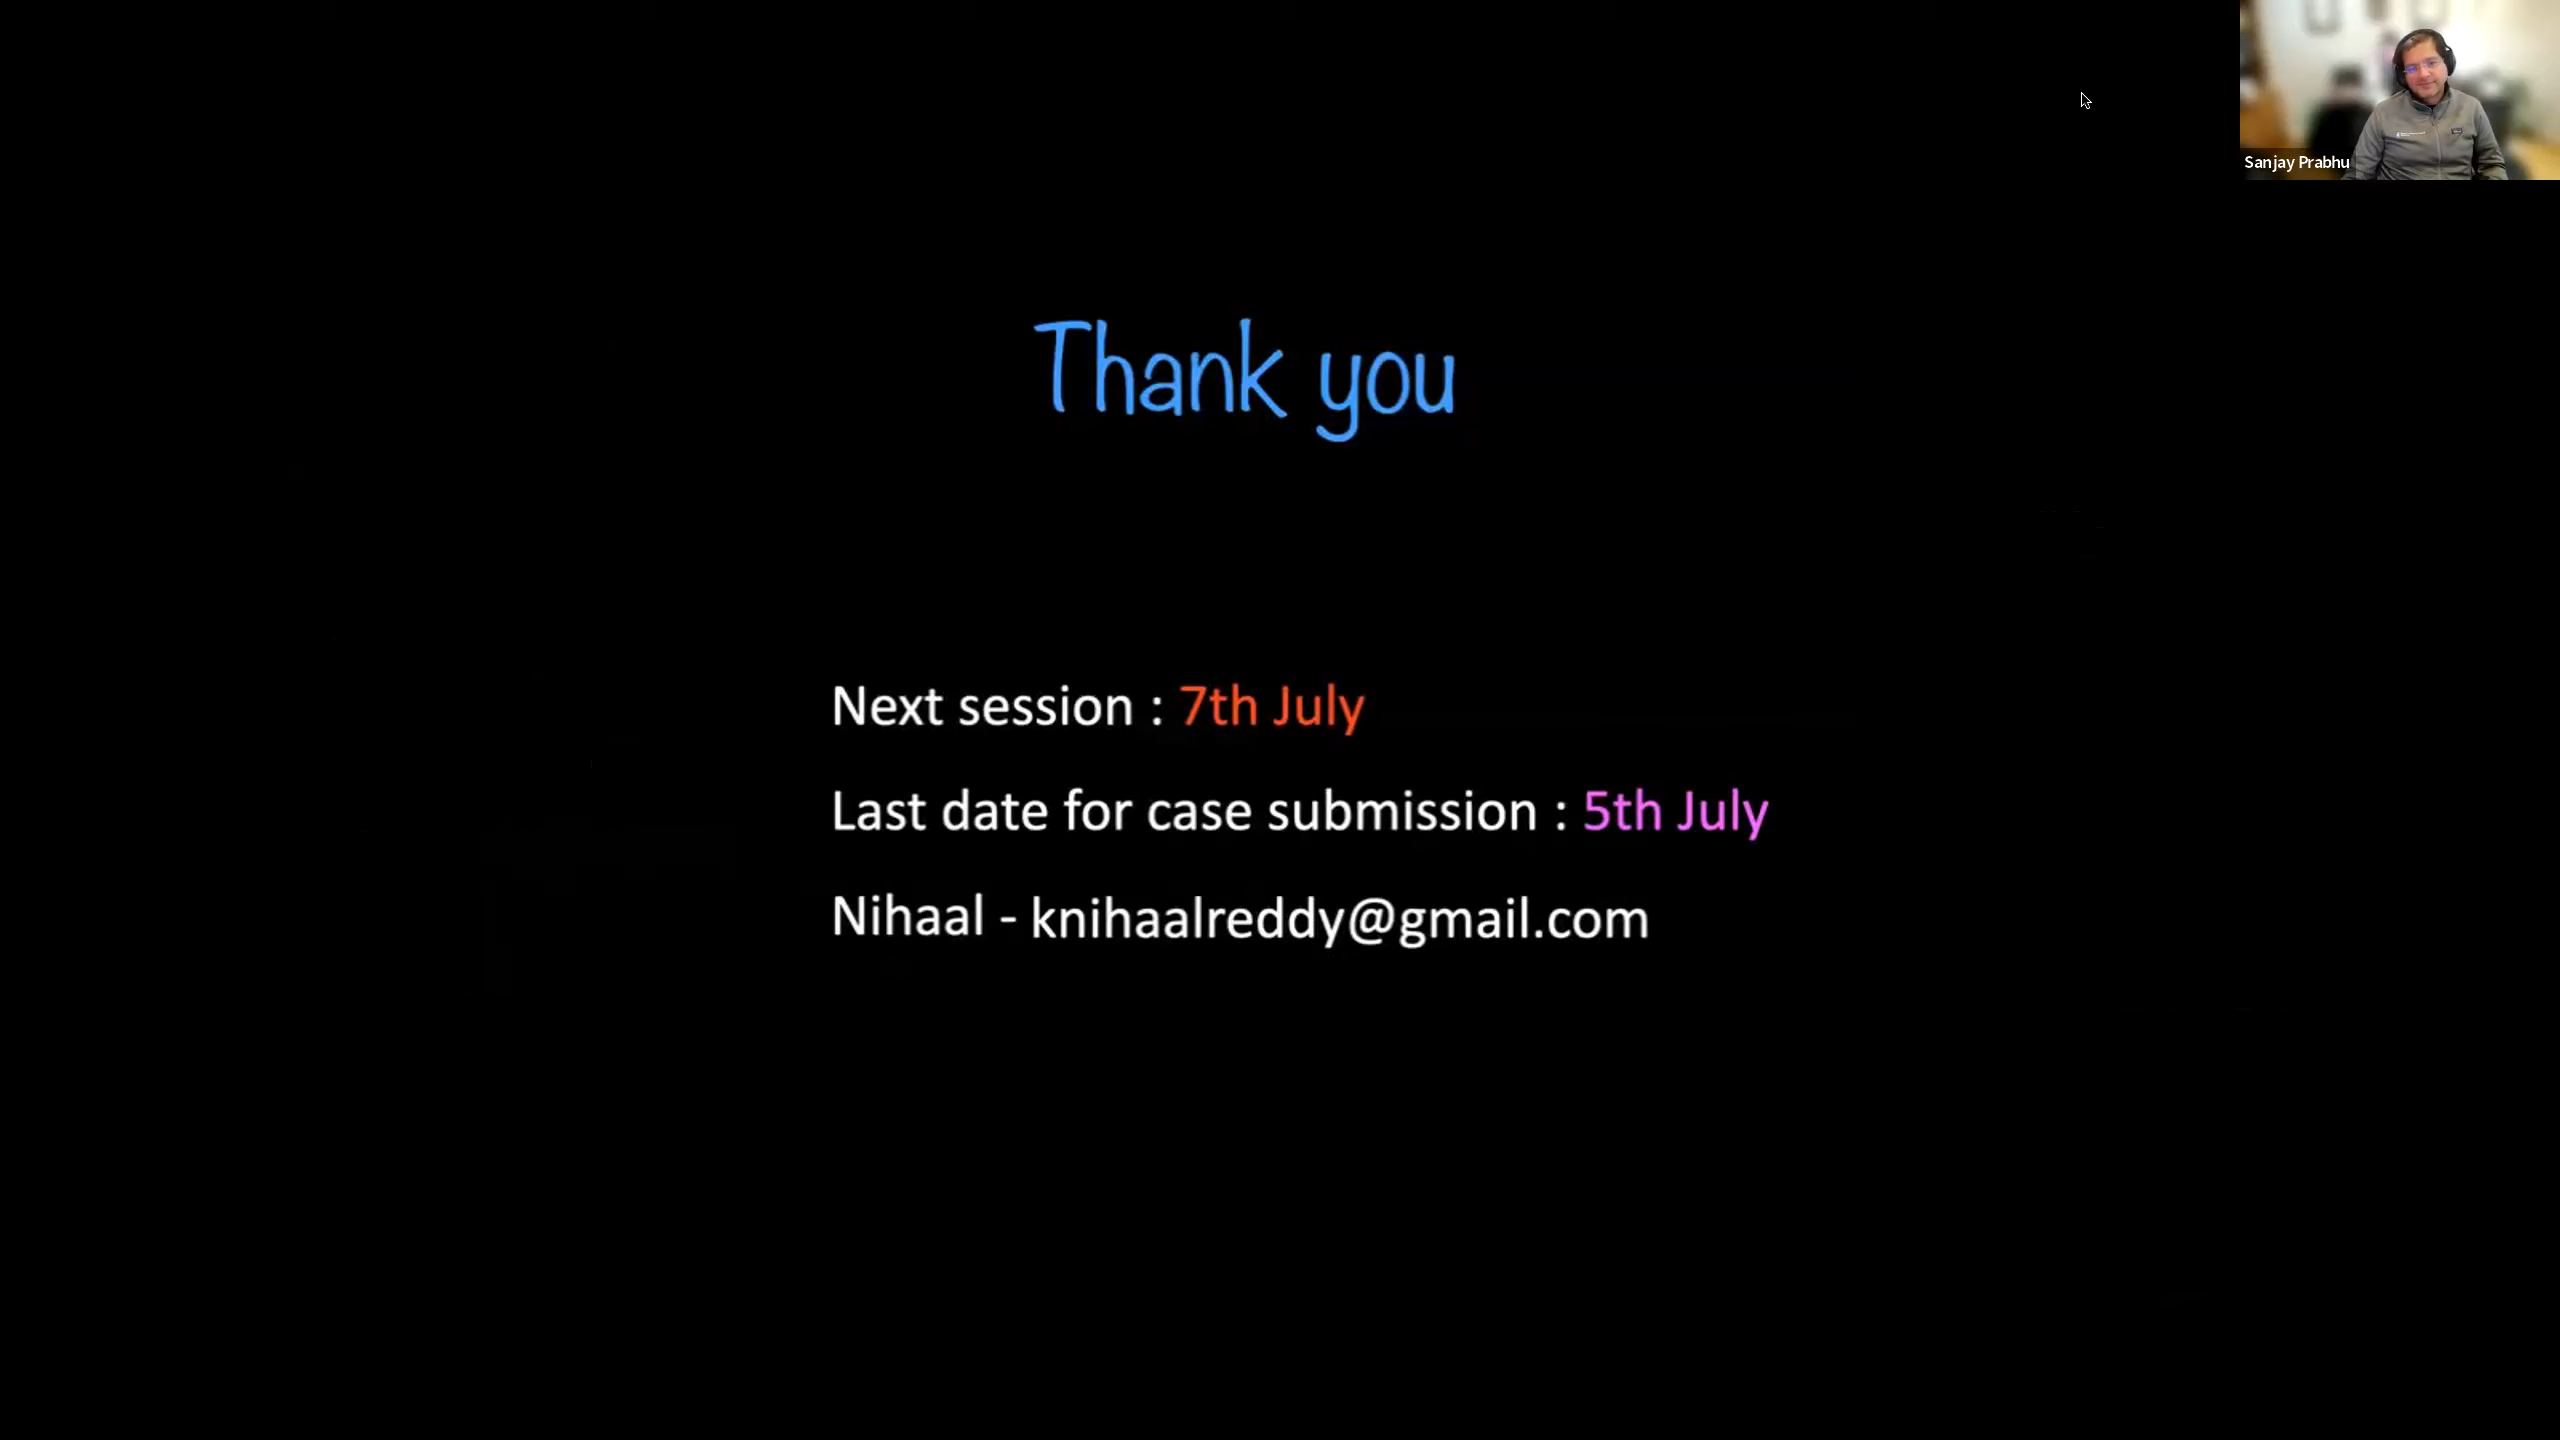 Sanjay Prabhu
Thank you
Next session : 7th July
Last date for case submission : 5th July
Nihaal - knihaalreddy@gmail.com